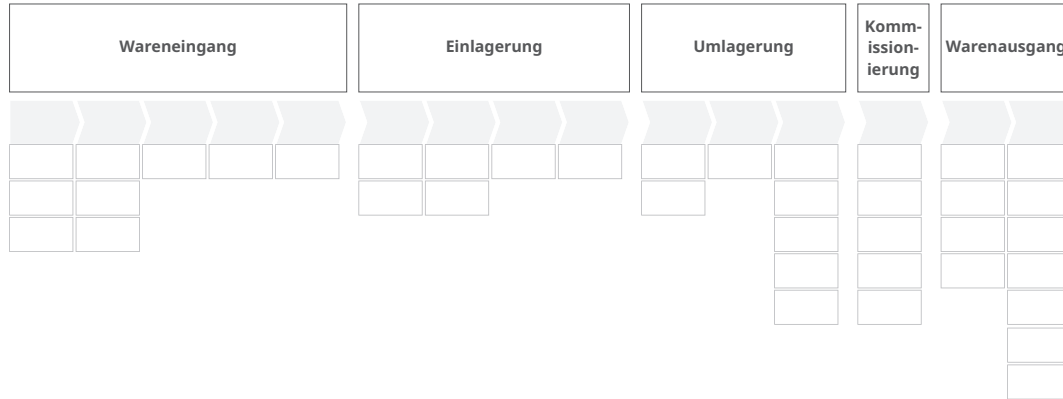 Wareneingang
Einlagerung
Umlagerung
Komm-
ission-
ierung
Warenausgang